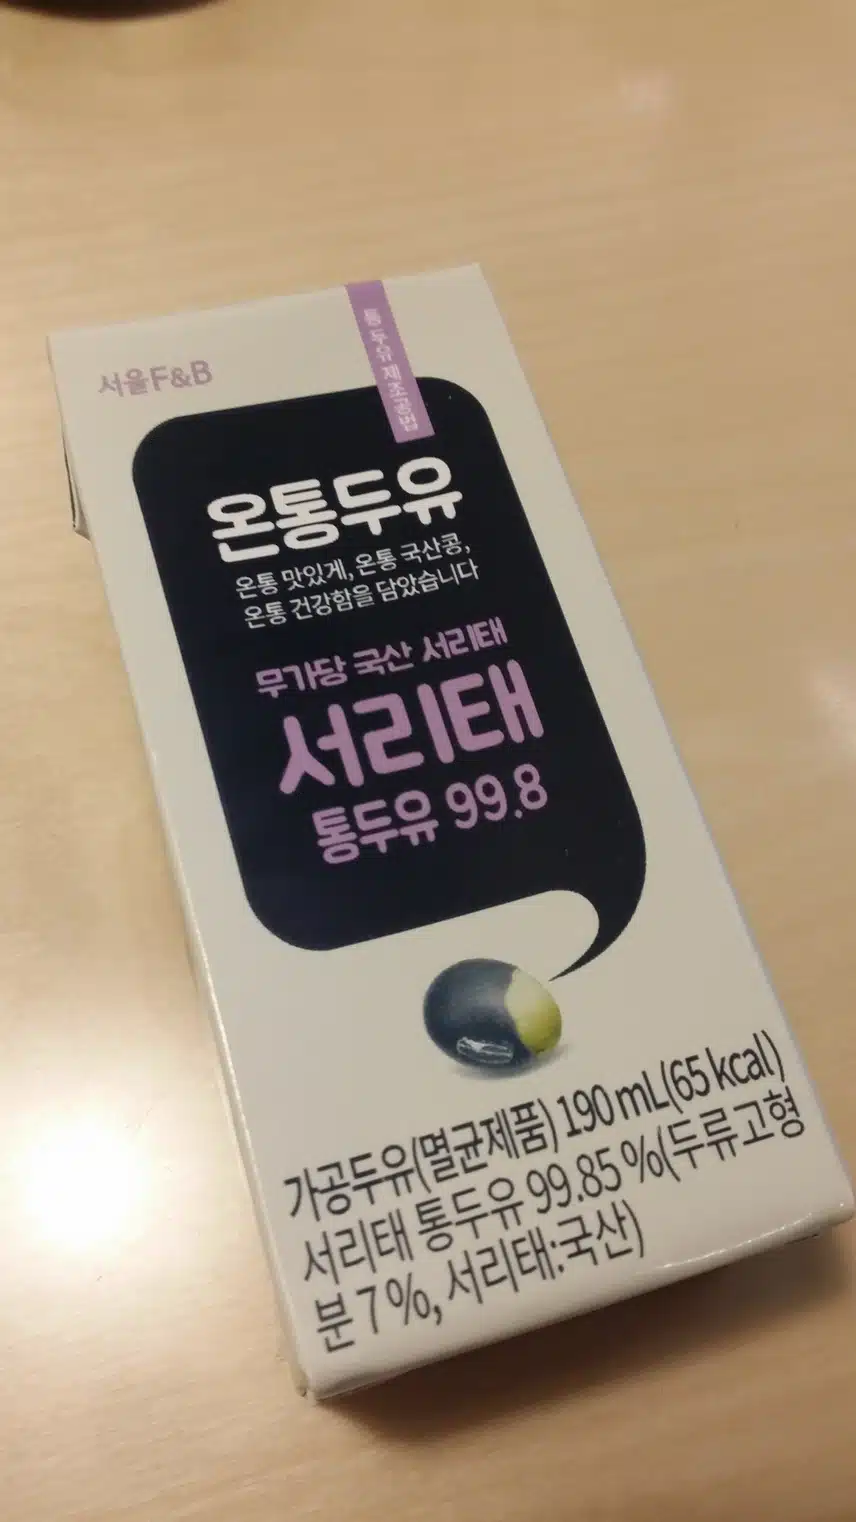 서울F&B
통두유제조공법
온통두유
온통 맛있게, 온통 국산콩,
온통 건강함을 담았습니다
무가당 국산 서리태
서리태
통두유 99.8
가공두유(멸균제품) 190 mL(65 kcal)
서리태 통두유 99.85 %(두류고형
분 7 %, 서리태:국산)